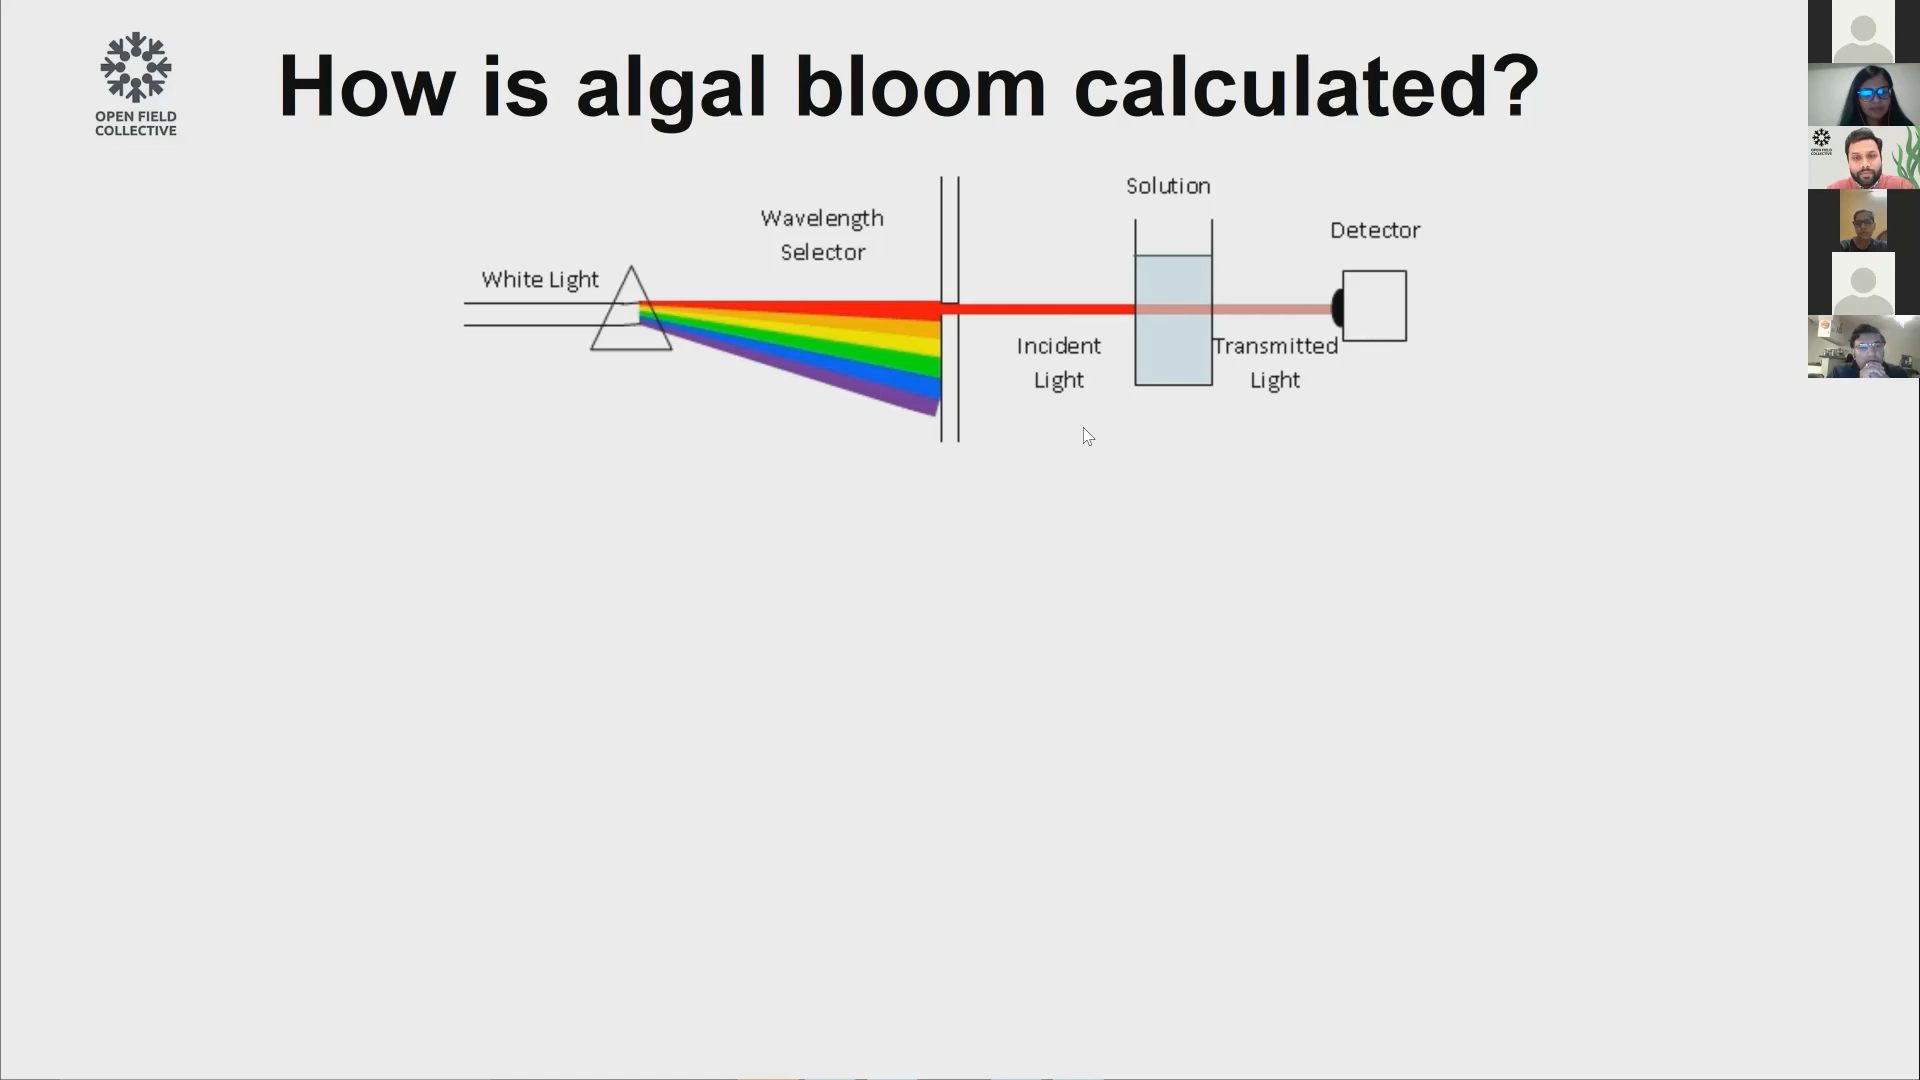 OPEN FIELD
COLLECTIVE
How is algal bloom calculated?
Solution
Wavelength
Selector
Detector
White Light
Incident
Light
Transmitted
Light